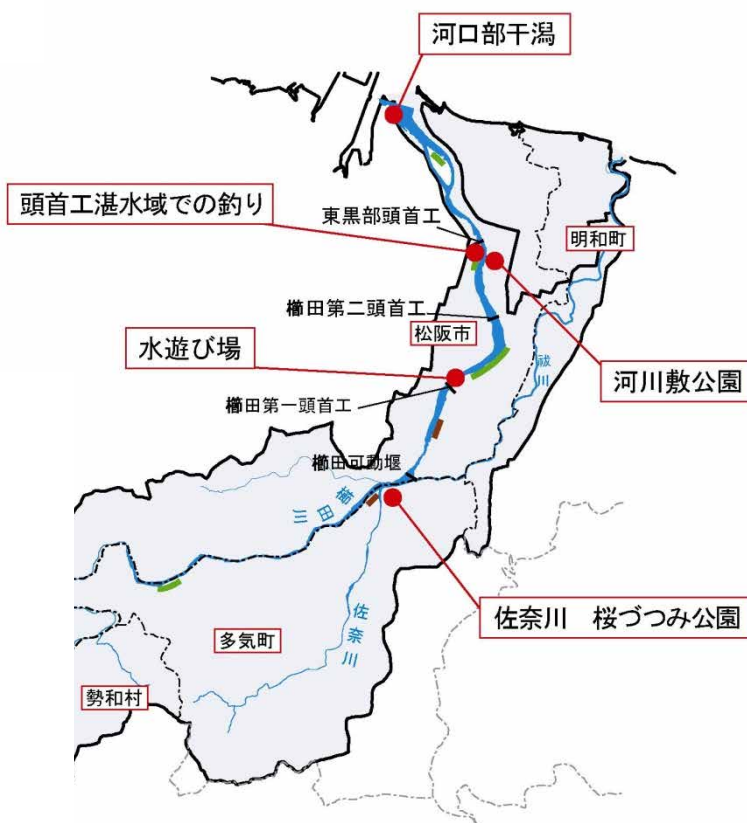 河口部干潟
頭首工湛水域での釣り
東黒部頭首工
明和町
櫛田第二頭首工
松阪市
祓川
水遊び場
河川敷公園
櫛田第一頭首工
櫛田可動堰
櫛田川
佐奈川 桜づつみ公園
佐奈川
多気町
勢和村